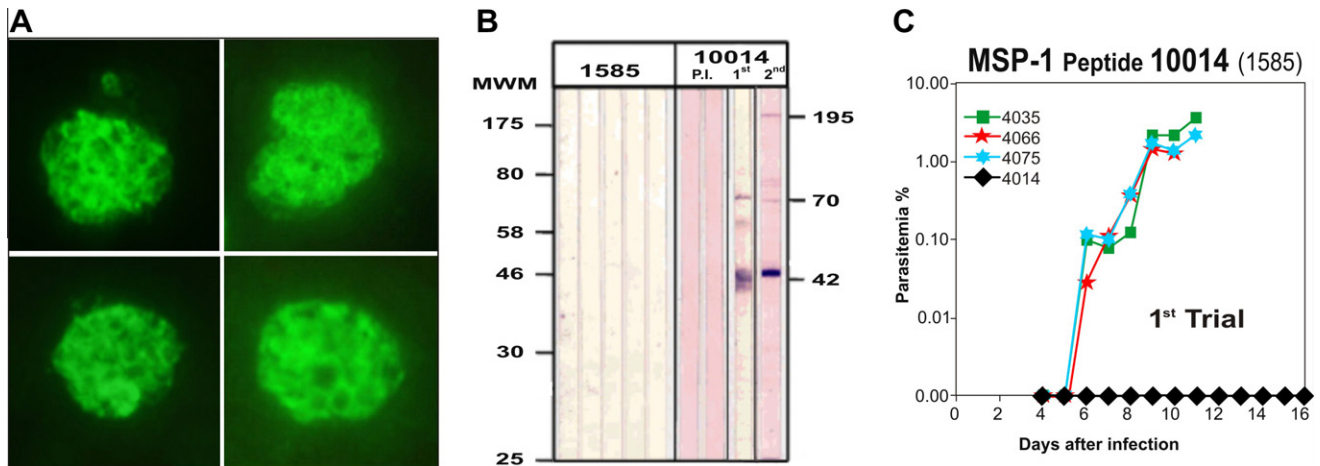 A
B
C
MWM
1585
10014
P.I. 1st 2nd
175
80
58
46
30
25
195
70
42
MSP-1 Peptide 10014 (1585)
10.00
1.00
0.10
0.01
0.00
Parasitemia %
4035
4066
4075
4014
1st Trial
0 2 4 6 8 10 12 14 16
Days after infection